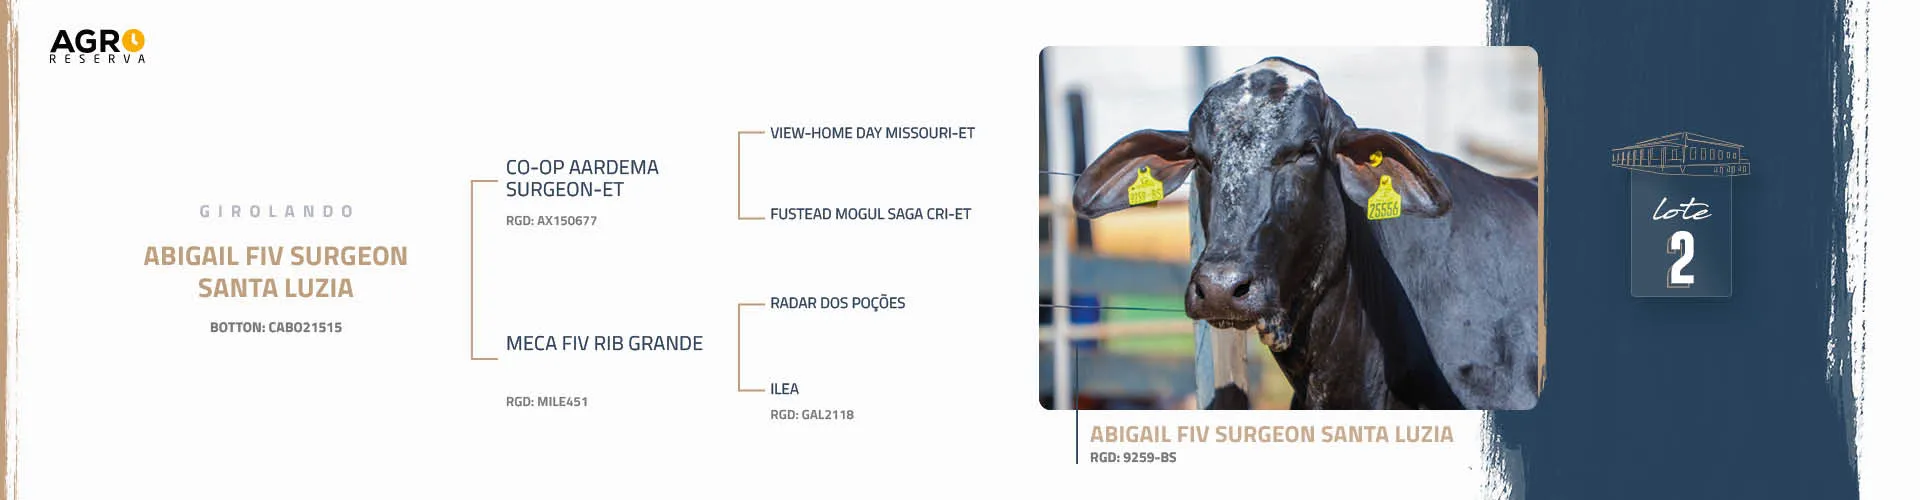 AGRO
RESERVA
GIROLANDO
ABIGAIL FIV SURGEON
SANTA LUZIA
BOTTON: CABO21515
CO-OP AARDEMA
SURGEON-ET
RGD: AX150677
MECA FIV RIB GRANDE
RGD: MILE451
VIEW-HOME DAY MISSOURI-ET
FUSTEAD MOGUL SAGA CRI-ET
RADAR DOS POÇÕES
ILEA
RGD: GAL2118
9259-BS
25556
ABIGAIL FIV SURGEON SANTA LUZIA
RGD: 9259-BS
lote
2